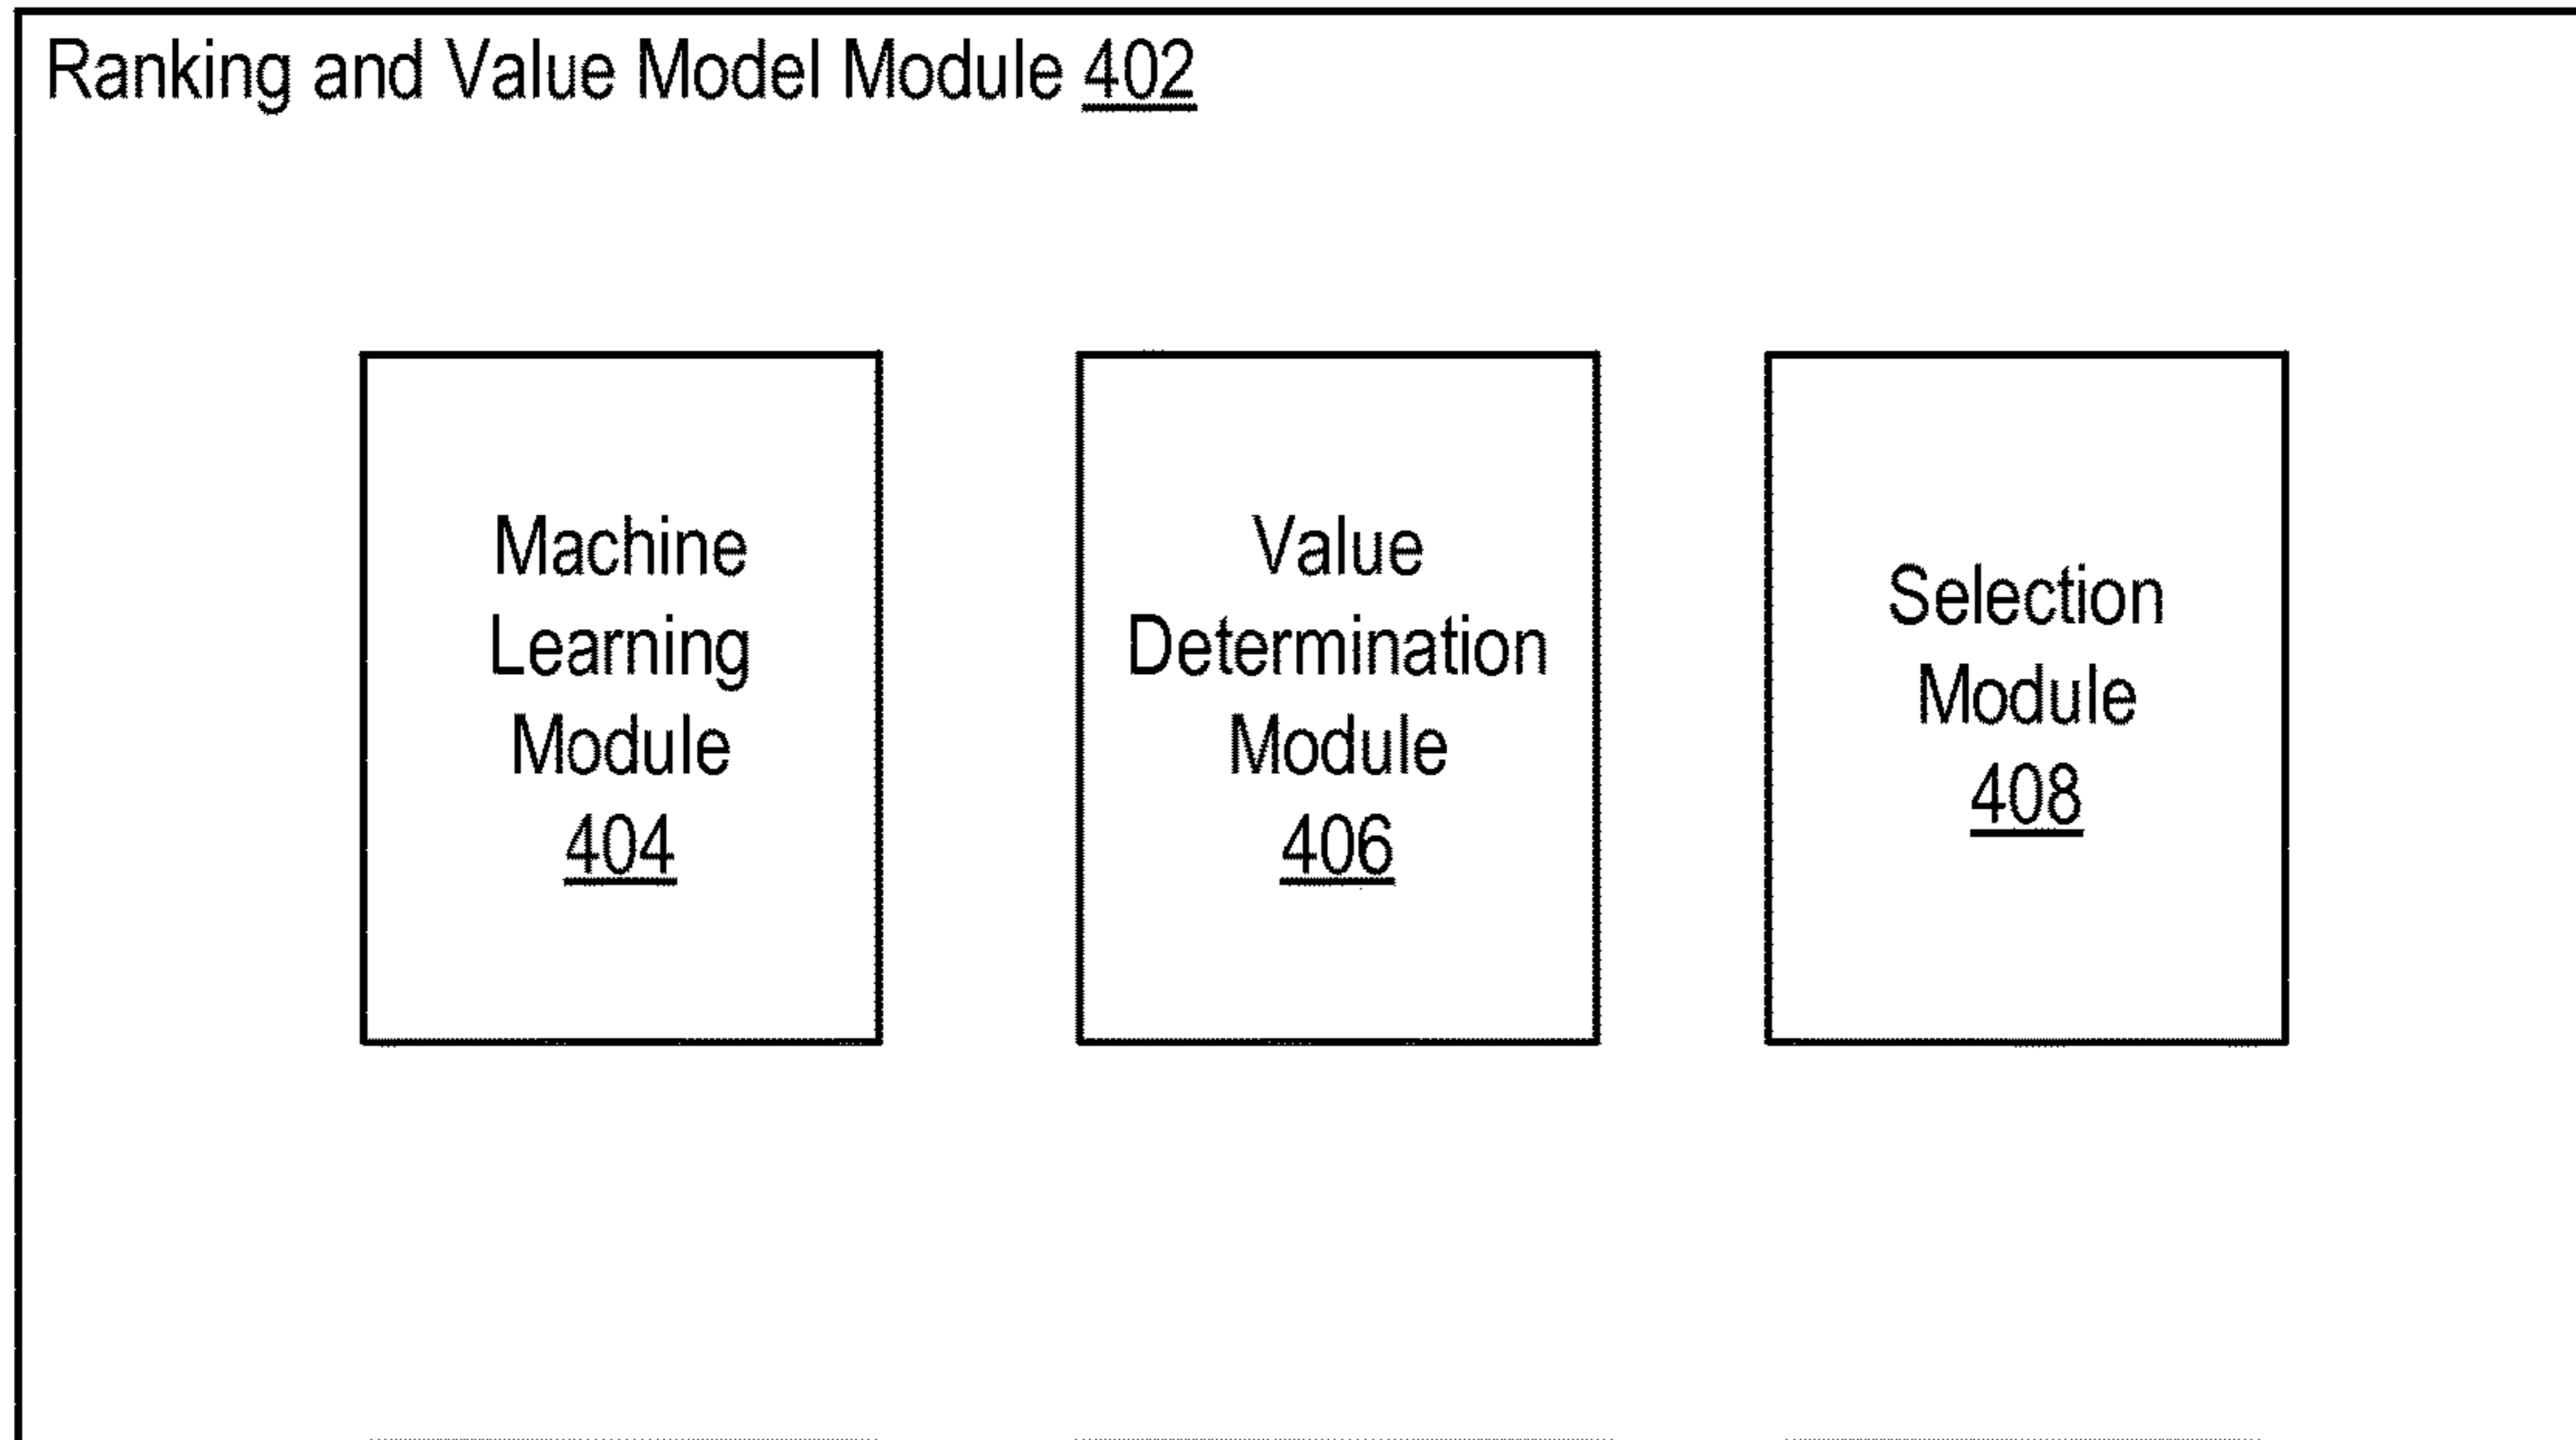 Ranking and Value Model Module 402
Machine
Learning
Module
404
Value
Determination
Module
406
Selection
Module
408